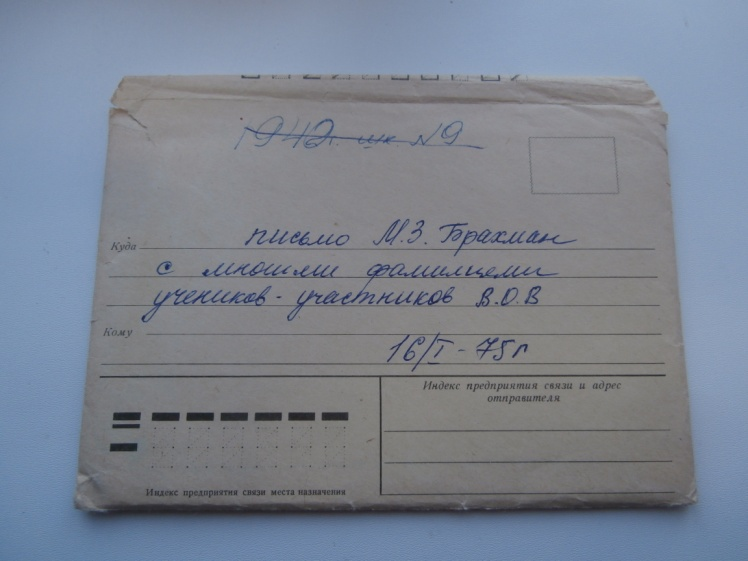 1942г. шк №9
Куда письмо М.З. Брахман
с многими фамилиями
учеников - участников В.О.В
Кому
16/I - 75г
Индекс предприятия связи и адрес
отправителя
Индекс предприятия связи места назначения